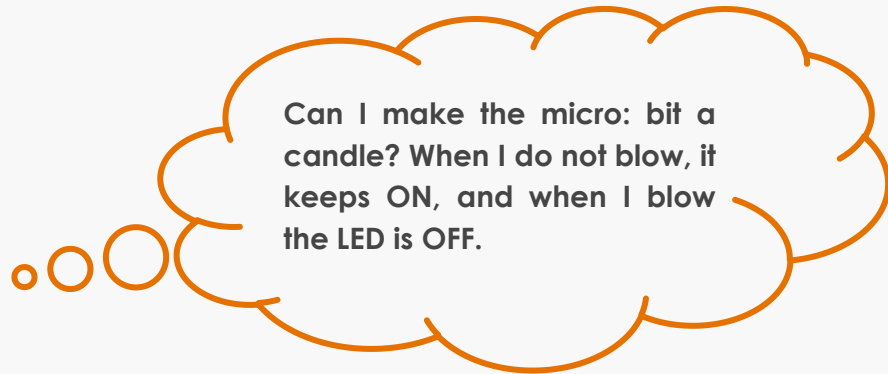 Can I make the micro: bit a
candle? When I do not blow, it
keeps ON, and when I blow
the LED is OFF.